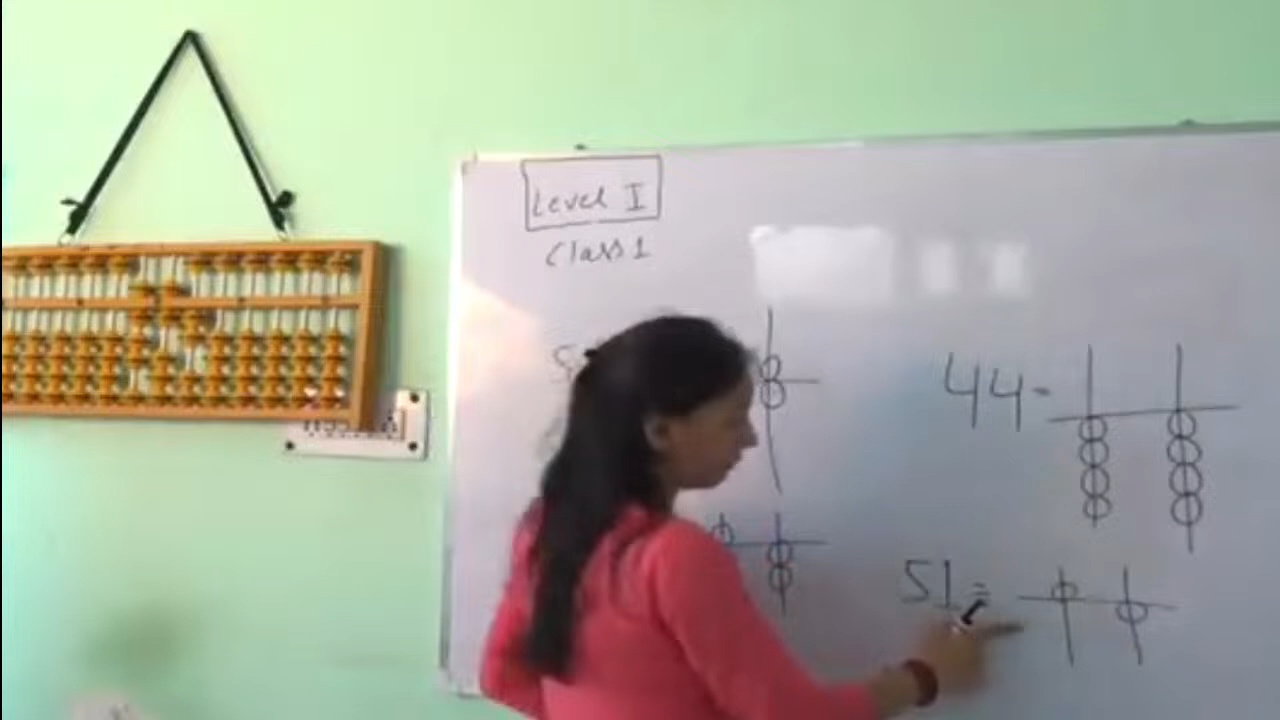 Level I
Class 1
44 =
51 =